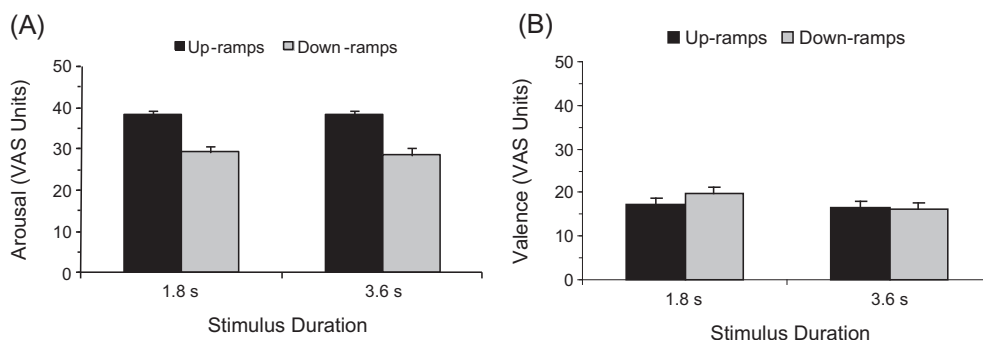 (A)
Up-ramps Down-ramps
50
40
30
20
10
0
Arousal (VAS Units)
1.8 s 3.6 s
Stimulus Duration
(B)
Up-ramps Down-ramps
50
40
30
20
10
0
Valence (VAS Units)
1.8 s 3.6 s
Stimulus Duration